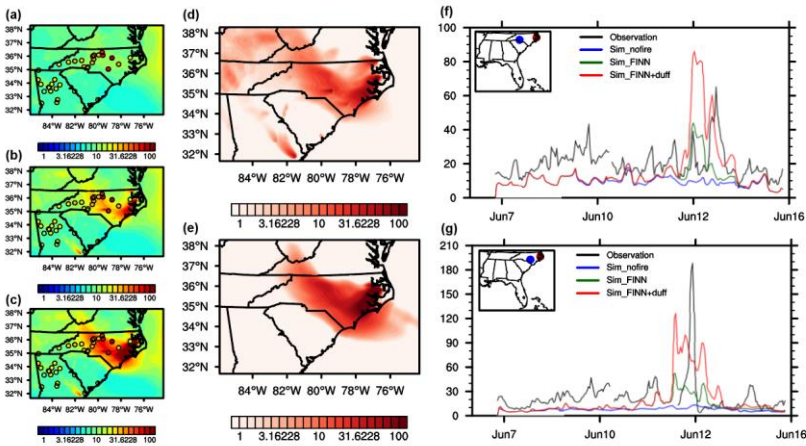 (a)
38°N
37°N
36°N
35°N
34°N
33°N
32°N
84°W 82°W 80°W 78°W 76°W
1 3.16228 10 31.6228 100
(b)
38°N
37°N
36°N
35°N
34°N
33°N
32°N
84°W 82°W 80°W 78°W 76°W
1 3.16228 10 31.6228 100
(c)
38°N
37°N
36°N
35°N
34°N
33°N
32°N
84°W 82°W 80°W 78°W 76°W
1 3.16228 10 31.6228 100
(d)
38°N
37°N
36°N
35°N
34°N
33°N
32°N
84°W 82°W 80°W 78°W 76°W
1 3.16228 10 31.6228 100
(e)
38°N
37°N
36°N
35°N
34°N
33°N
32°N
84°W 82°W 80°W 78°W 76°W
1 3.16228 10 31.6228 100
(f)
100
80
60
40
20
0
Observation
Sim_nofire
Sim_FINN
Sim_FINN+duff
Jun7 Jun10 Jun12 Jun16
(g)
210
180
150
120
90
60
30
0
Observation
Sim_nofire
Sim_FINN
Sim_FINN+duff
Jun7 Jun10 Jun12 Jun16